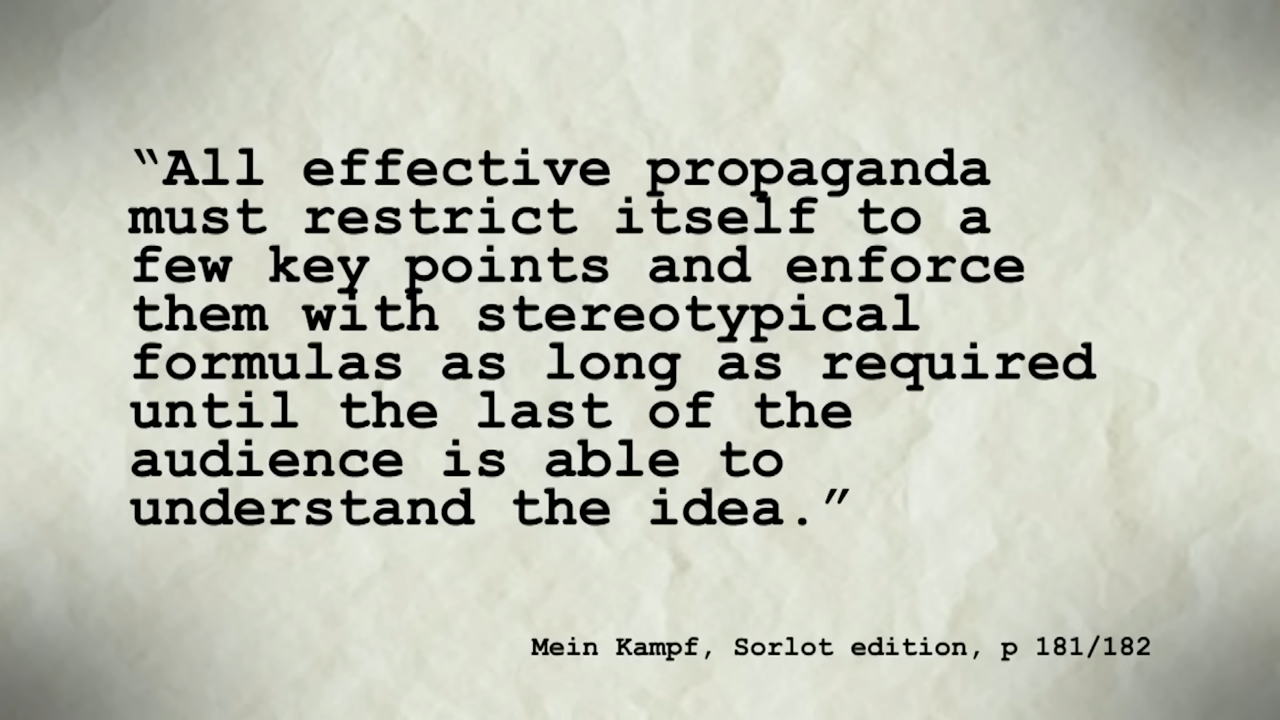 “All effective propaganda
must restrict itself to a
few key points and enforce
them with stereotypical
formulas as long as required
until the last of the
audience is able to
understand the idea.”
Mein Kampf, Sorlot edition, p 181/182